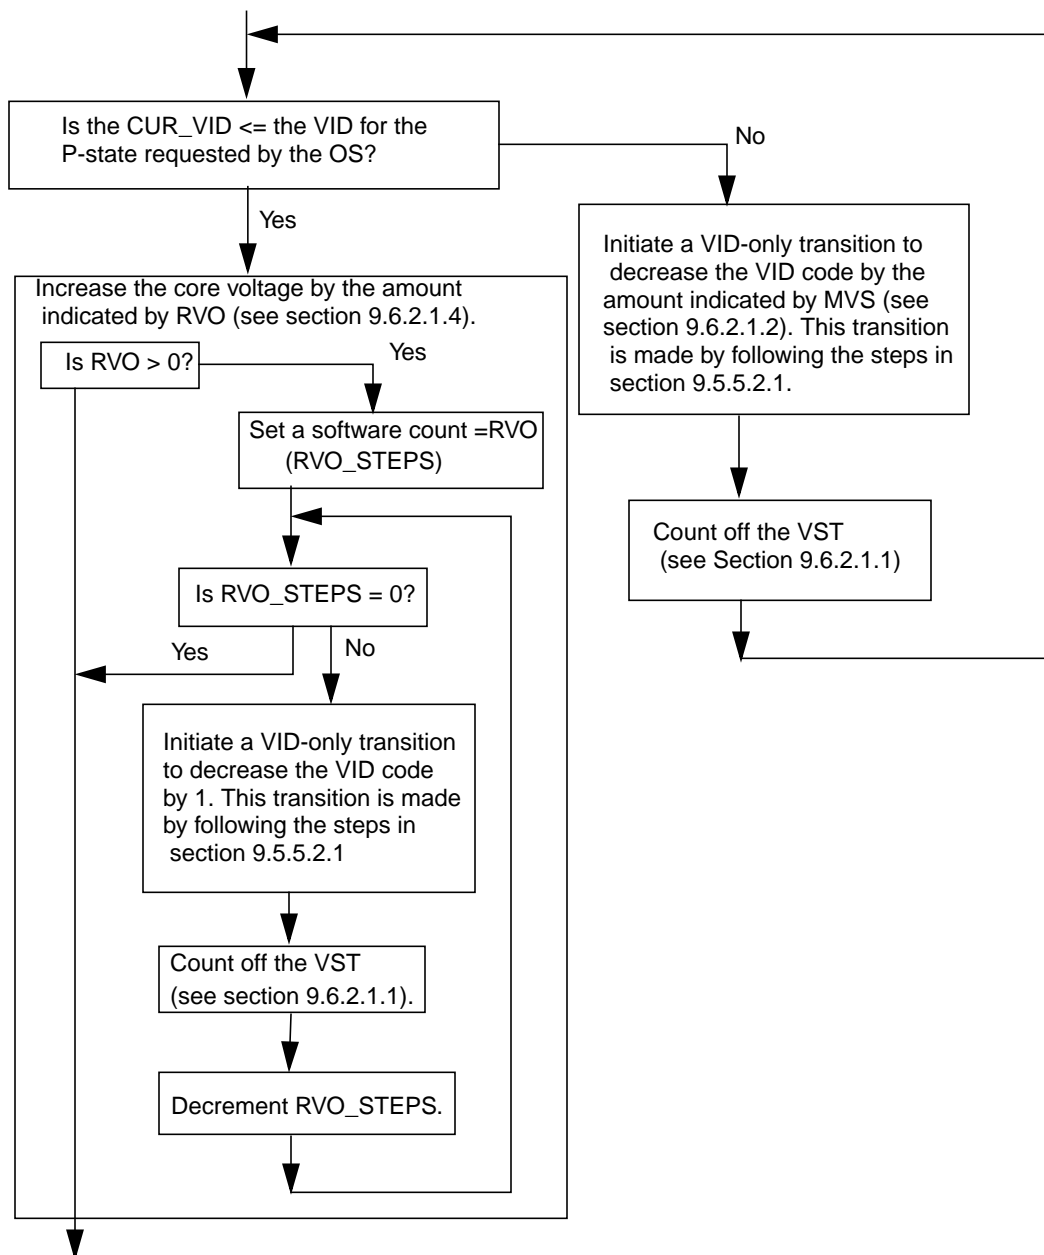 Is the CUR_VID <= the VID for the
P-state requested by the OS?
No
Yes
Initiate a VID-only transition to
decrease the VID code by the
amount indicated by MVS (see
section 9.6.2.1.2). This transition
is made by following the steps in
section 9.5.5.2.1.
Count off the VST
(see Section 9.6.2.1.1)
Increase the core voltage by the amount
indicated by RVO (see section 9.6.2.1.4).
Is RVO > 0?
Yes
Set a software count =RVO
(RVO_STEPS)
Is RVO_STEPS = 0?
Yes
No
Initiate a VID-only transition
to decrease the VID code
by 1. This transition is made
by following the steps in
section 9.5.5.2.1
Count off the VST
(see section 9.6.2.1.1).
Decrement RVO_STEPS.